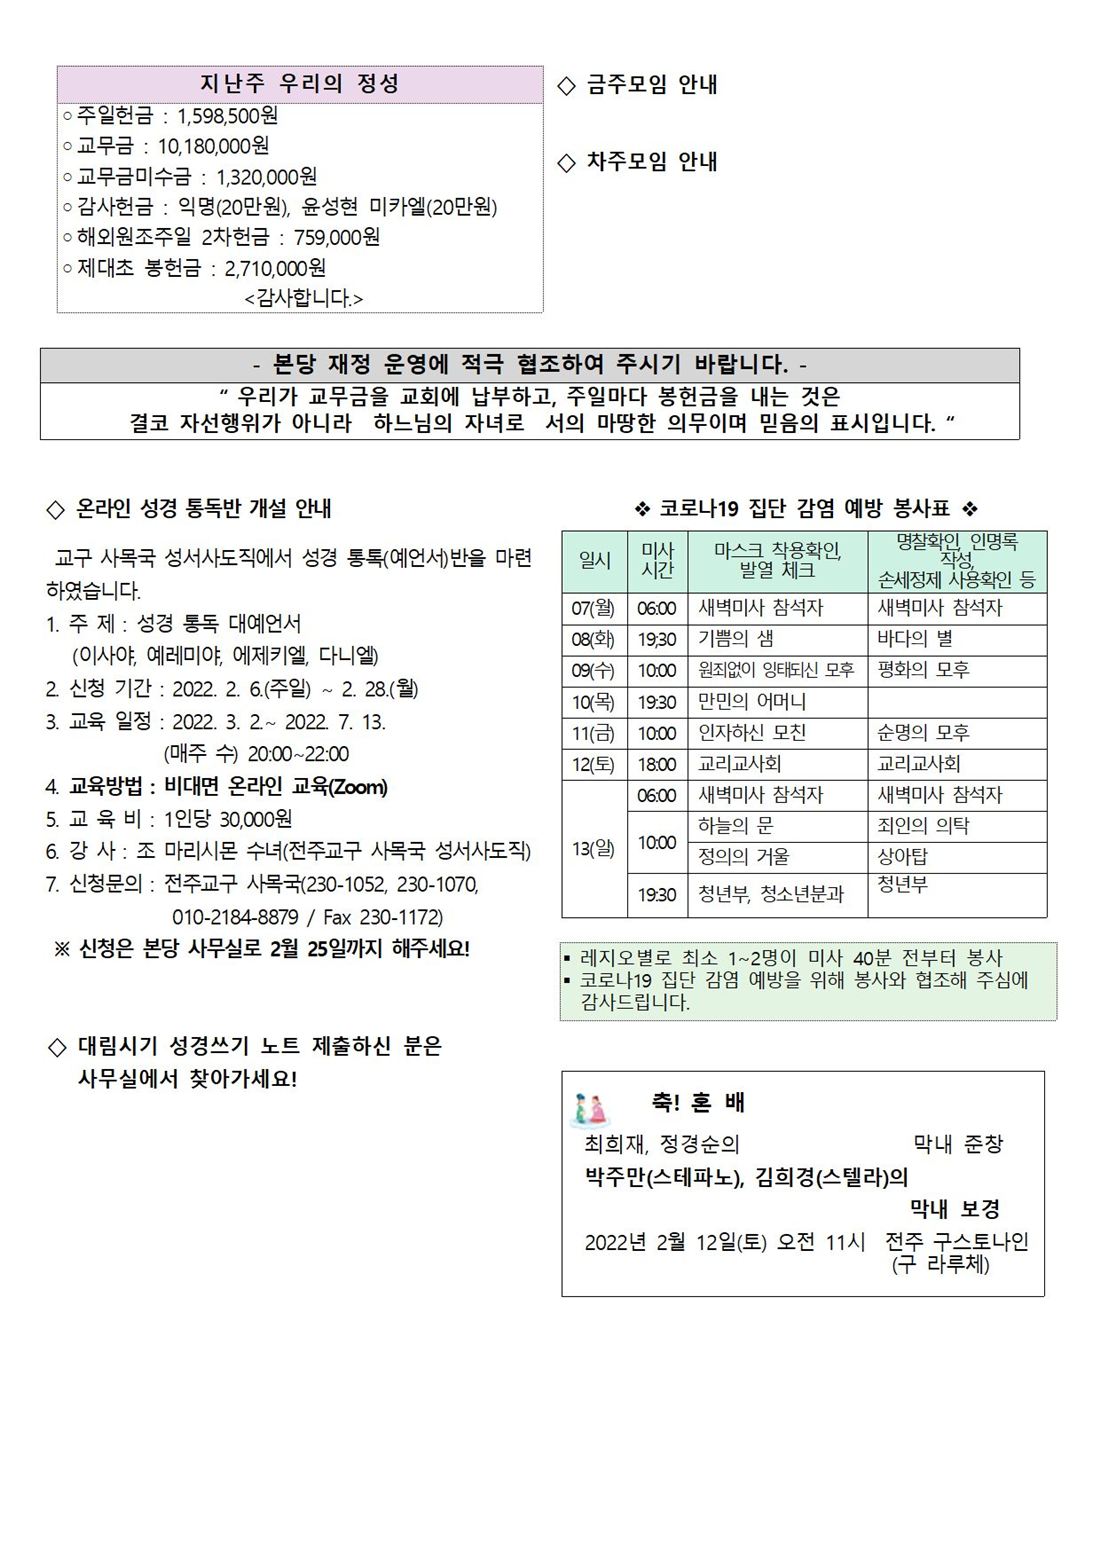 지난주 우리의 정성
○ 주일헌금 : 1,598,500원
○ 교무금 : 10,180,000원
○ 교무금미수금 : 1,320,000원
○ 감사헌금 : 익명(20만원), 윤성현 미카엘(20만원)
○ 해외원조주일 2차헌금 : 759,000원
○ 제대초 봉헌금 : 2,710,000원
<감사합니다.>
◇ 금주모임 안내
◇ 차주모임 안내
- 본당 재정 운영에 적극 협조하여 주시기 바랍니다. -
“ 우리가 교무금을 교회에 납부하고, 주일마다 봉헌금을 내는 것은
결코 자선행위가 아니라 하느님의 자녀로 서의 마땅한 의무이며 믿음의 표시입니다. “
◇ 온라인 성경 통독반 개설 안내
교구 사목국 성서사도직에서 성경 통톡(예언서)반을 마련
하였습니다.
1. 주 제 : 성경 통독 대예언서
(이사야, 예레미야, 에제키엘, 다니엘)
2. 신청 기간 : 2022. 2. 6.(주일) ~ 2. 28.(월)
3. 교육 일정 : 2022. 3. 2.~ 2022. 7. 13.
(매주 수) 20:00~22:00
4. 교육방법 : 비대면 온라인 교육(Zoom)
5. 교 육 비 : 1인당 30,000원
6. 강 사 : 조 마리시몬 수녀(전주교구 사목국 성서사도직)
7. 신청문의 : 전주교구 사목국(230-1052, 230-1070,
010-2184-8879 / Fax 230-1172)
※ 신청은 본당 사무실로 2월 25일까지 해주세요!
◇ 대림시기 성경쓰기 노트 제출하신 분은
사무실에서 찾아가세요!
❖ 코로나19 집단 감염 예방 봉사표 ❖
일시 미사 시간 마스크 착용확인, 발열 체크 명찰확인, 인명록 작성, 손세정제 사용확인 등
07(월) 06:00 새벽미사 참석자 새벽미사 참석자
08(화) 19;30 기쁨의 샘 바다의 별
09(수) 10:00 원죄없이 잉태되신 모후 평화의 모후
10(목) 19:30 만민의 어머니
11(금) 10:00 인자하신 모친 순명의 모후
12(토) 18:00 교리교사회 교리교사회
13(일) 06:00 새벽미사 참석자 새벽미사 참석자
10:00 하늘의 문 죄인의 의탁
정의의 거울 상아탑
19:30 청년부, 청소년분과 청년부
▪ 레지오별로 최소 1~2명이 미사 40분 전부터 봉사
▪ 코로나19 집단 감염 예방을 위해 봉사와 협조해 주심에
감사드립니다.
축! 혼 배
최희재, 정경순의 막내 준창
박주만(스테파노), 김희경(스텔라)의
막내 보경
2022년 2월 12일(토) 오전 11시 전주 구스토나인
(구 라루체)